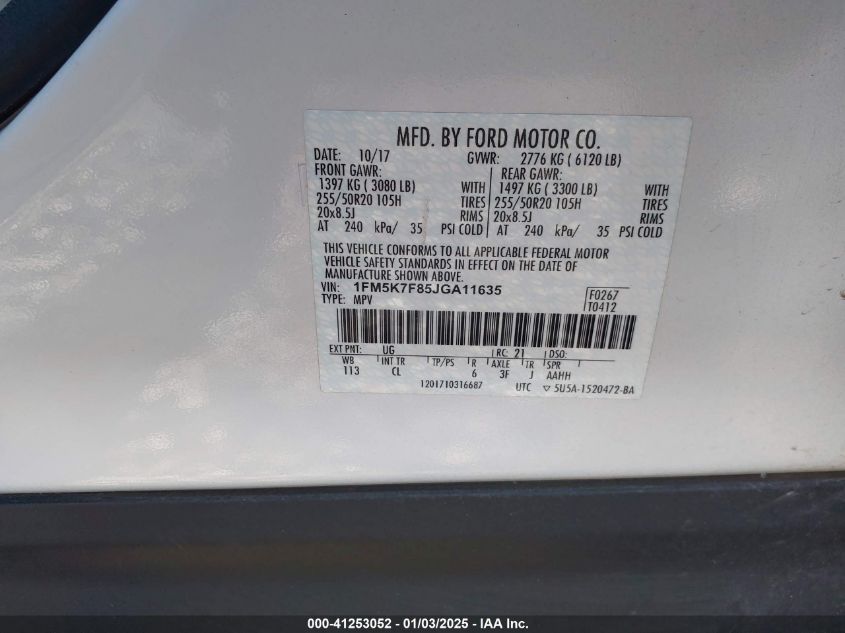 MFD. BY FORD MOTOR CO.
DATE: 10/17 GVWR: 2776 KG ( 6120 LB)
FRONT GAWR: REAR GAWR:
1397 KG ( 3080 LB) WITH 1497 KG ( 3300 LB) WITH
255/50R20 105H TIRES 255/50R20 105H TIRES
20x8.5J RIMS 20x8.5J RIMS
AT 240 kPa/ 35 PSI COLD AT 240 kPa/ 35 PSI COLD
THIS VEHICLE CONFORMS TO ALL APPLICABLE FEDERAL MOTOR
VEHICLE SAFETY STANDARDS IN EFFECT ON THE DATE OF
MANUFACTURE SHOWN ABOVE.
VIN: 1FM5K7F85JGA11635 F0267
TYPE: MPV T0412
EXT PNT: UG RC: 21 DSO:
WB INT TR TP/PS R AXLE TR SPR
113 CL 6 3F J AAHH
1201710316687 UTC ▽ 5U5A-1520472-BA
000-41253052 - 01/03/2025 - IAAI.com - Copyright IAA, Inc.